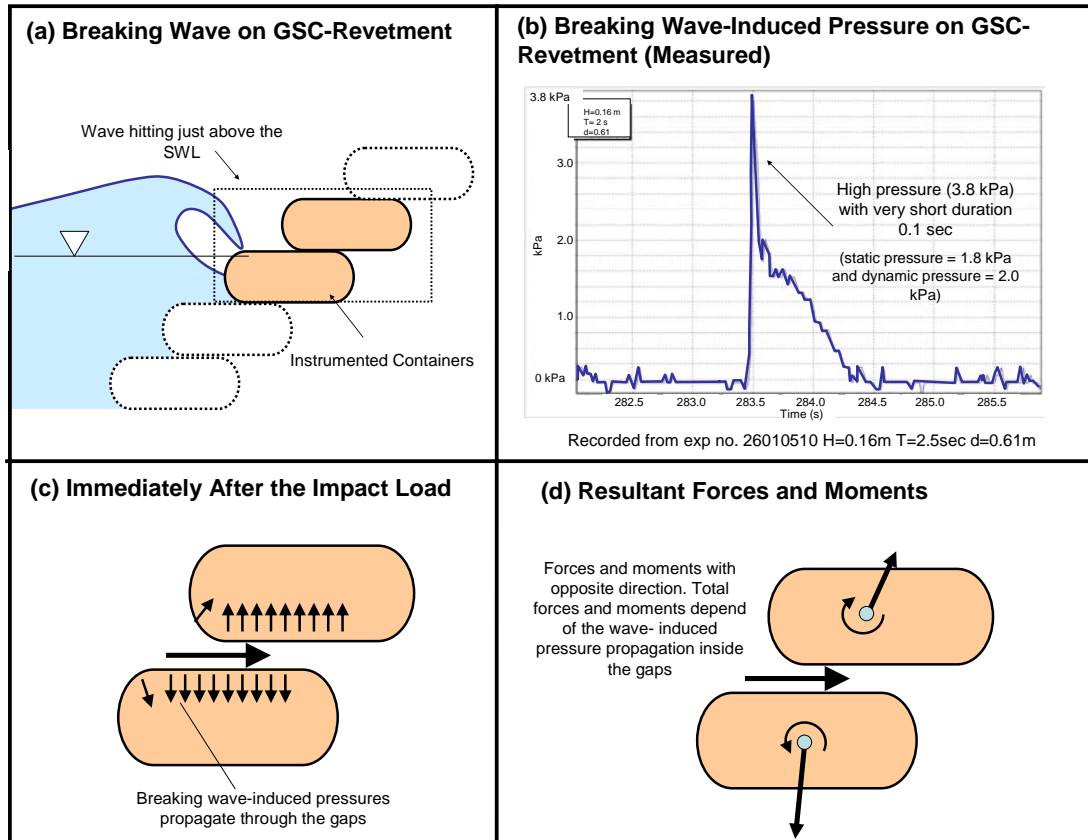 (a) Breaking Wave on GSC-Revetment
Wave hitting just above the
SWL
Instrumented Containers
(b) Breaking Wave-Induced Pressure on GSC-
Revetment (Measured)
3.8 kPa
H=0.16 m
T= 2 s
d=0.61
3.0
High pressure (3.8 kPa)
with very short duration
0.1 sec
2.0
kPa
(static pressure = 1.8 kPa
and dynamic pressure = 2.0
kPa)
1.0
0 kPa
282.5 283.0 283.5 284.0 284.5 285.0 285.5
Time (s)
Recorded from exp no. 26010510 H=0.16m T=2.5sec d=0.61m
(c) Immediately After the Impact Load
Breaking wave-induced pressures
propagate through the gaps
(d) Resultant Forces and Moments
Forces and moments with
opposite direction. Total
forces and moments depend
of the wave- induced
pressure propagation inside
the gaps